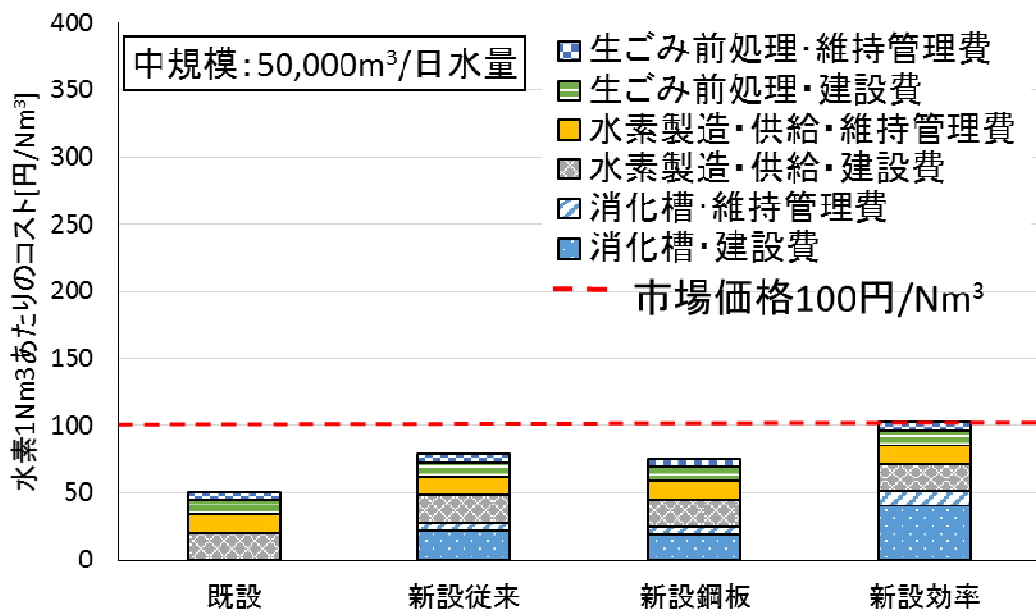 水素1Nm3あたりのコスト[円/Nm³]
400
350
300
250
200
150
100
50
0
中規模：50,000m³/日水量
生ごみ前処理・維持管理費
生ごみ前処理・建設費
水素製造・供給・維持管理費
水素製造・供給・建設費
消化槽・維持管理費
消化槽・建設費
市場価格100円/Nm³
既設
新設従来
新設鋼板
新設効率